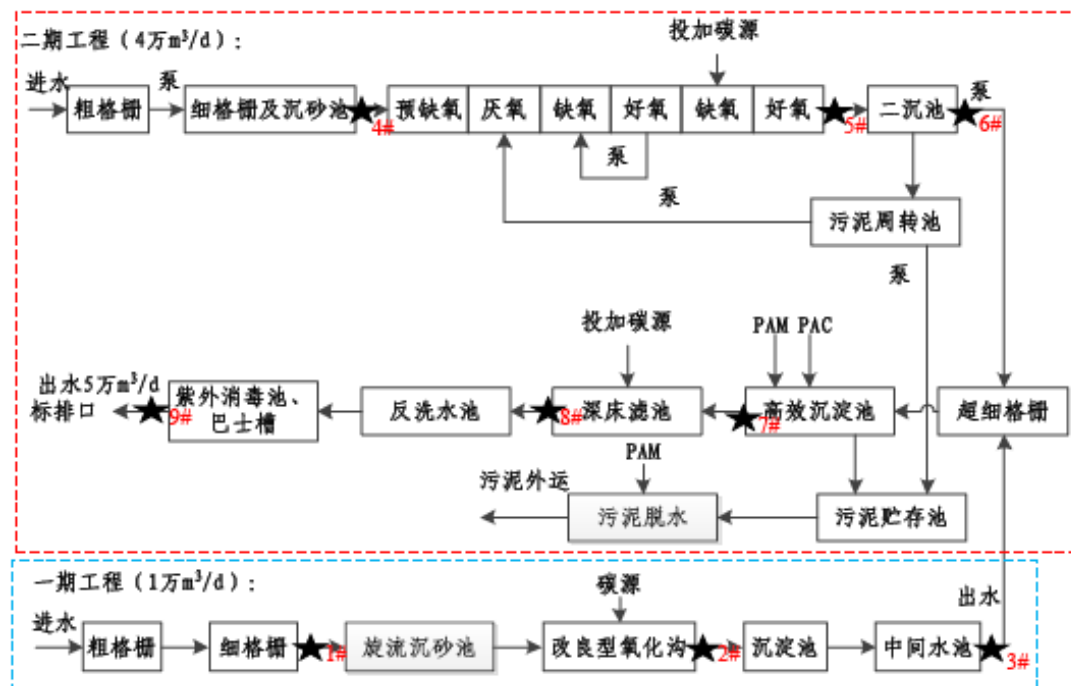 二期工程（4万m³/d）：
投加碳源
进水
泵
泵
粗格栅
细格栅及沉砂池
预缺氧
厌氧
缺氧
好氧
缺氧
好氧
二沉池
4#
5#
6#
泵
泵
污泥周转池
泵
投加碳源
PAM PAC
出水5万m³/d
标排口
紫外消毒池、
巴士槽
反洗水池
深床滤池
高效沉淀池
超细格栅
9#
8#
7#
PAM
污泥外运
污泥脱水
污泥贮存池
一期工程（1万m³/d）：
碳源
出水
进水
粗格栅
细格栅
旋流沉砂池
改良型氧化沟
沉淀池
中间水池
1#
2#
3#